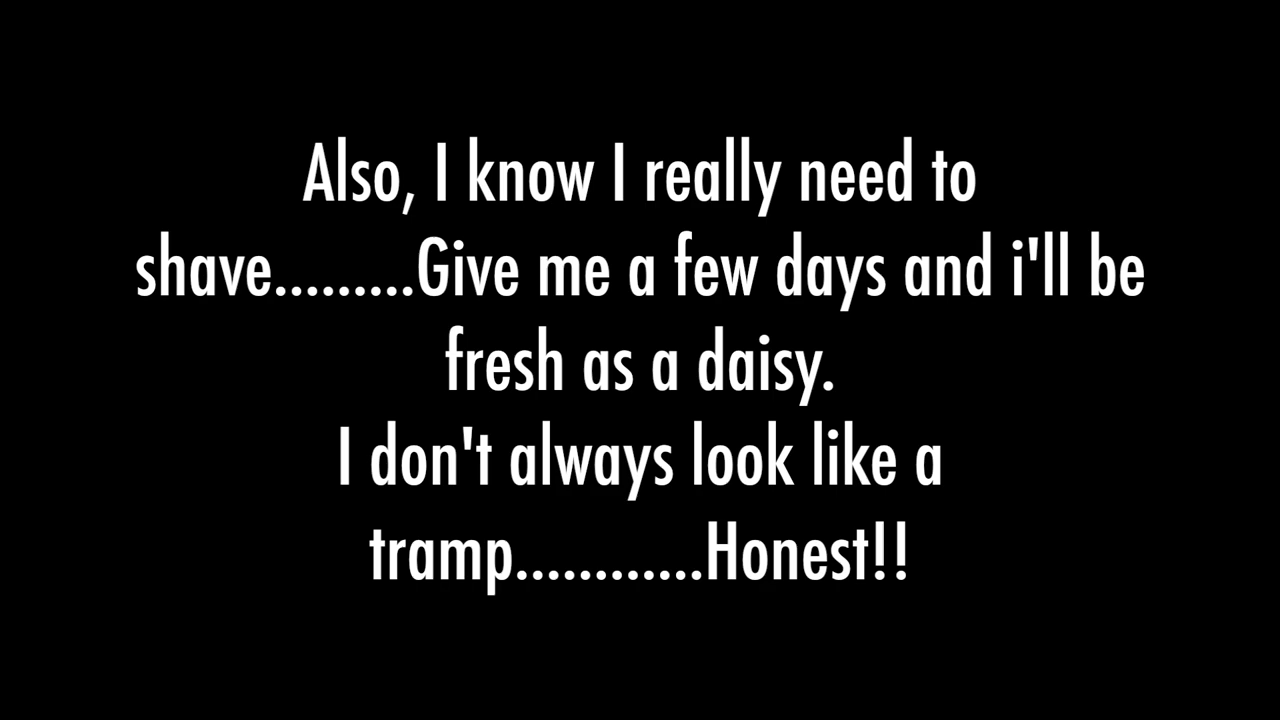 Also, I know I really need to
shave.........Give me a few days and i'll be
fresh as a daisy.
I don't always look like a
tramp............Honest!!